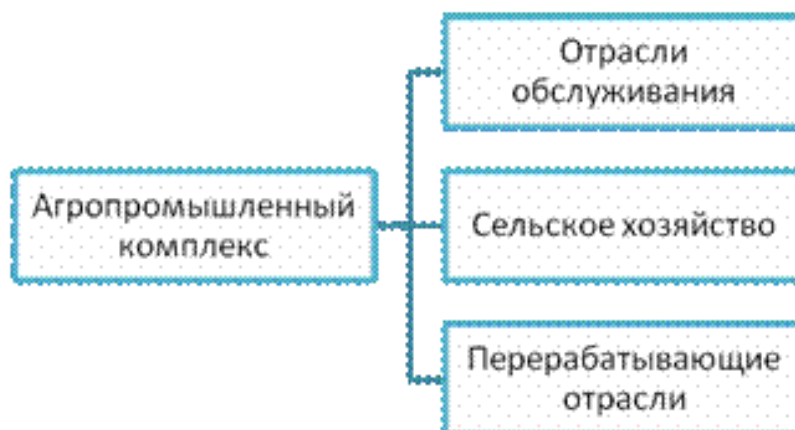 Отрасли
обслуживания
Агропромышленный
комплекс
Сельское хозяйство
Перерабатывающие
отрасли